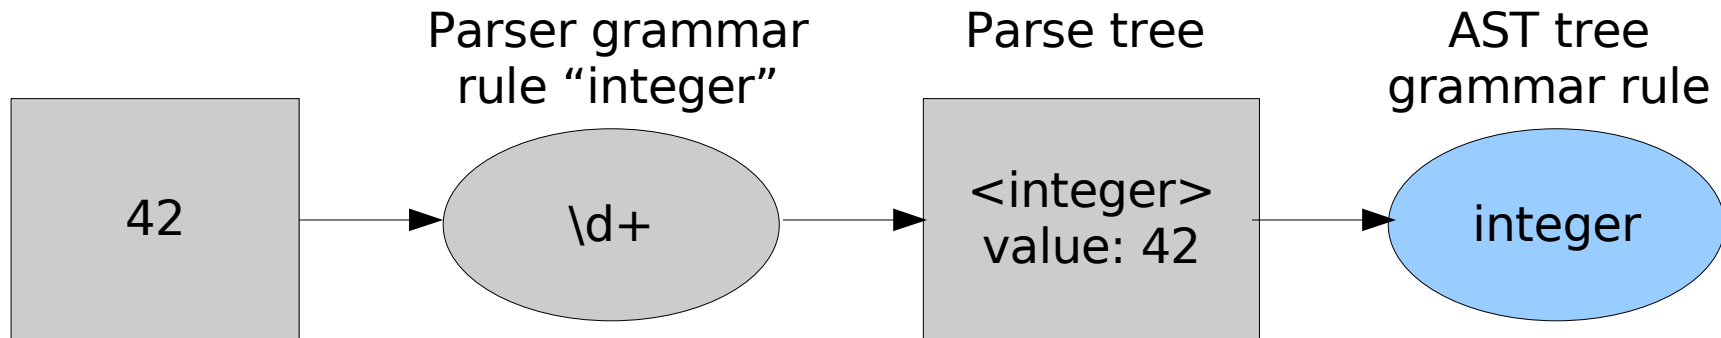 Parser grammar
rule “integer”
Parse tree
AST tree
grammar rule
42
\d+
<integer>
value: 42
integer